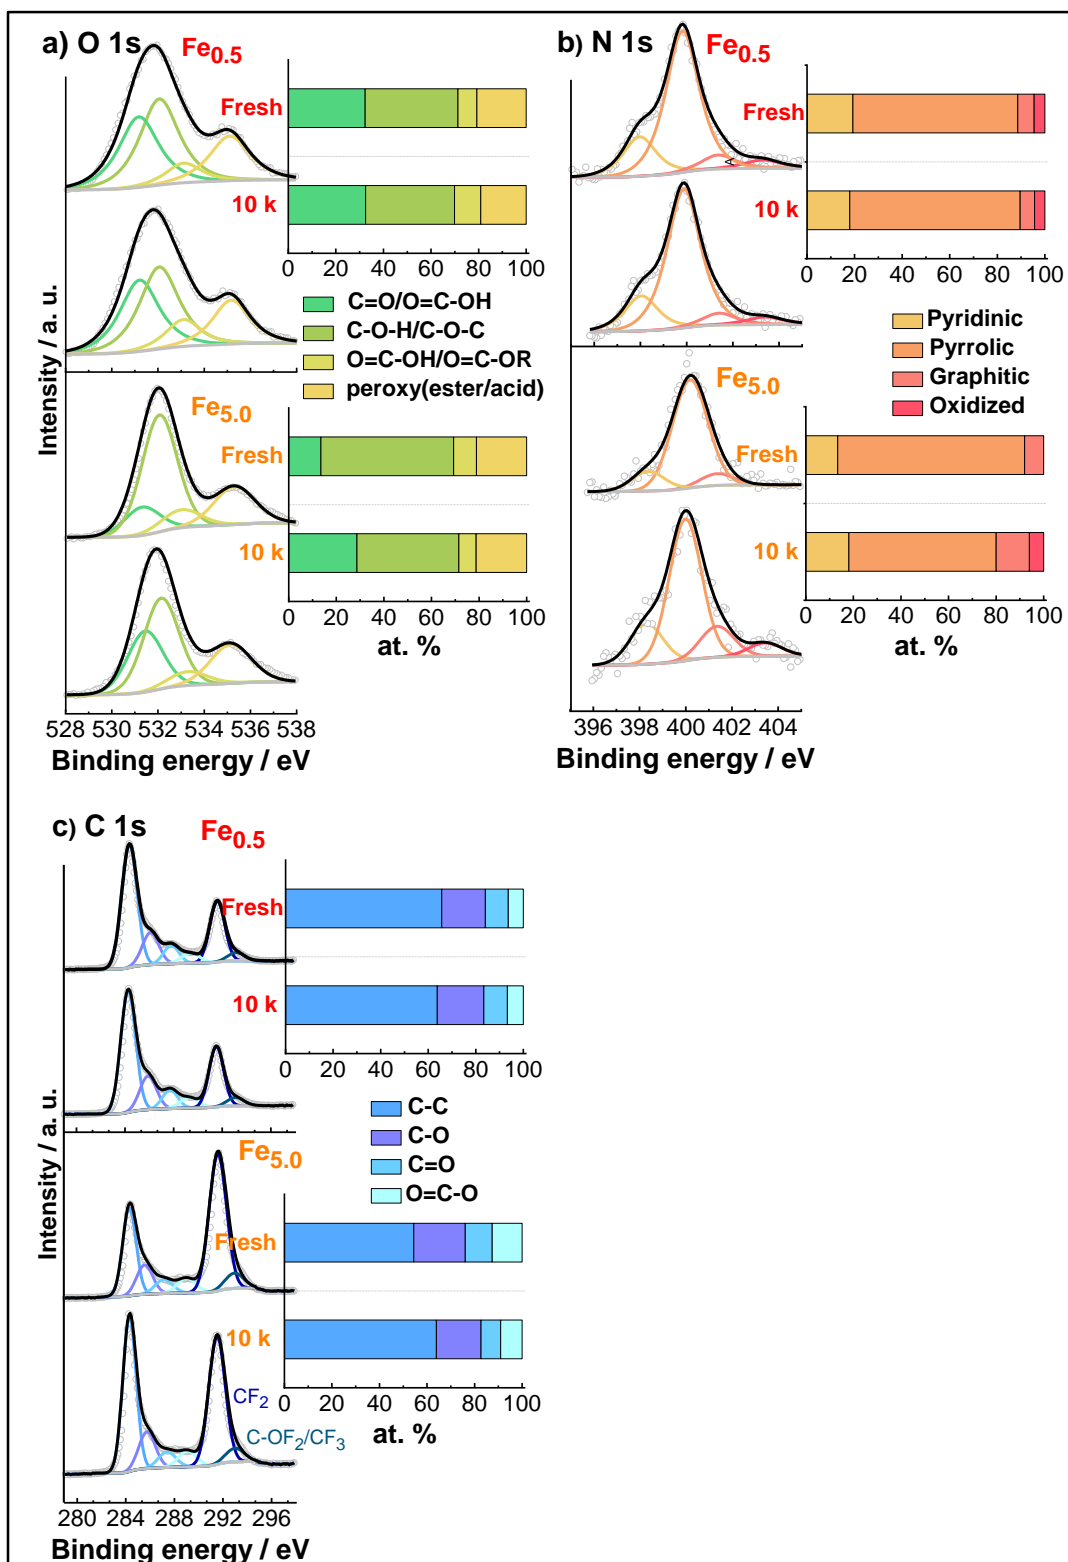 a) O 1s
Fe0.5
Fresh
10 k
0 20 40 60 80 100
C=O/O=C-OH
C-O-H/C-O-C
O=C-OH/O=C-OR
peroxy(ester/acid)
Fe5.0
Fresh
10 k
0 20 40 60 80 100
at. %
Intensity / a. u.
528 530 532 534 536 538
Binding energy / eV
b) N 1s
Fe0.5
Fresh
A
10 k
0 20 40 60 80 100
Pyridinic
Pyrrolic
Graphitic
Oxidized
Fe5.0
Fresh
10 k
0 20 40 60 80 100
at. %
396 398 400 402 404
Binding energy / eV
c) C 1s
Fe0.5
Fresh
10 k
0 20 40 60 80 100
C-C
C-O
C=O
O=C-O
Fe5.0
Fresh
10 k
CF2
C-OF2/CF3
0 20 40 60 80 100
at. %
Intensity / a. u.
280 284 288 292 296
Binding energy / eV